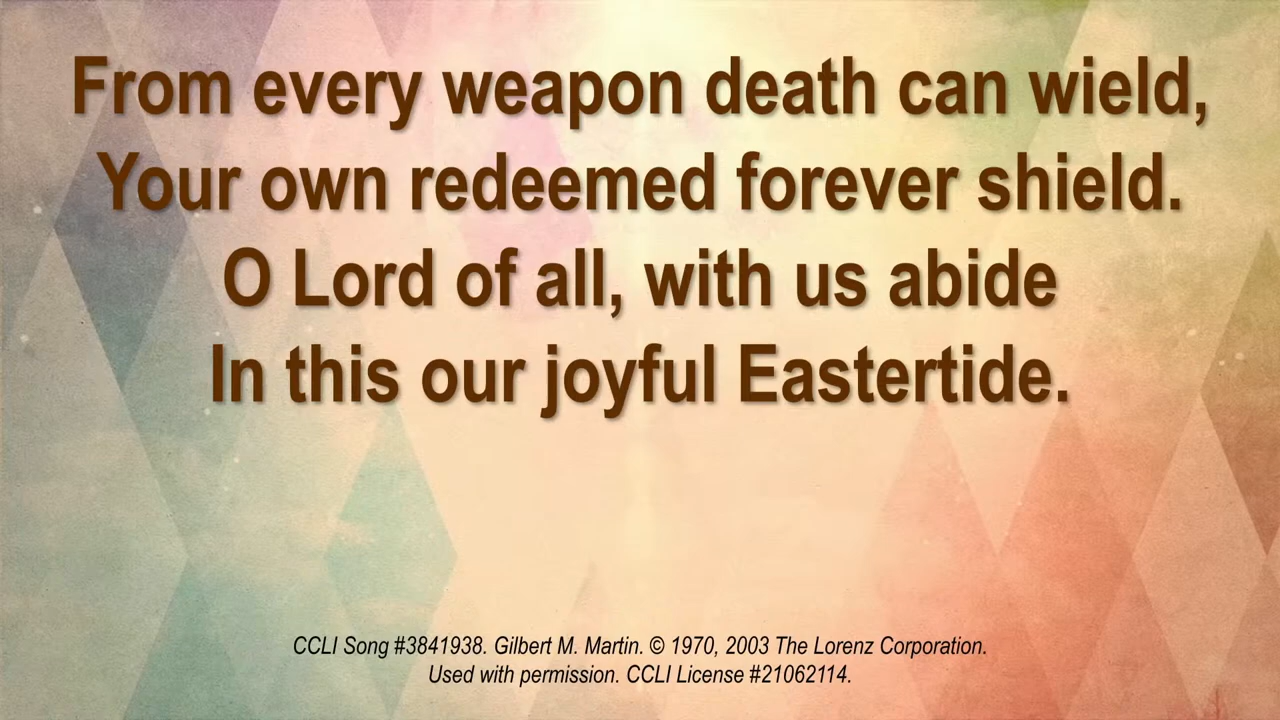 From every weapon death can wield,
Your own redeemed forever shield.
O Lord of all, with us abide
In this our joyful Eastertide.
CCLI Song #3841938. Gilbert M. Martin. © 1970, 2003 The Lorenz Corporation.
Used with permission. CCLI License #21062114.